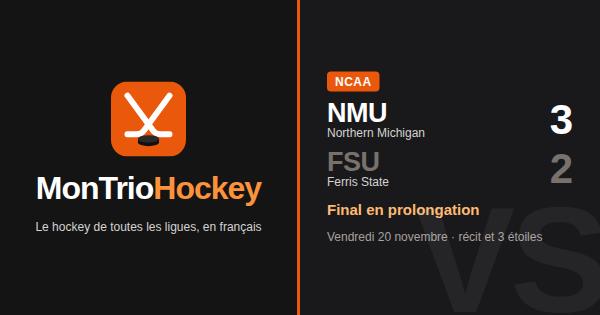 MonTrioHockey
Le hockey de toutes les ligues, en français
NCAA
NMU
Northern Michigan
3
FSU
Ferris State
2
Final en prolongation
Vendredi 20 novembre · récit et 3 étoiles
VS